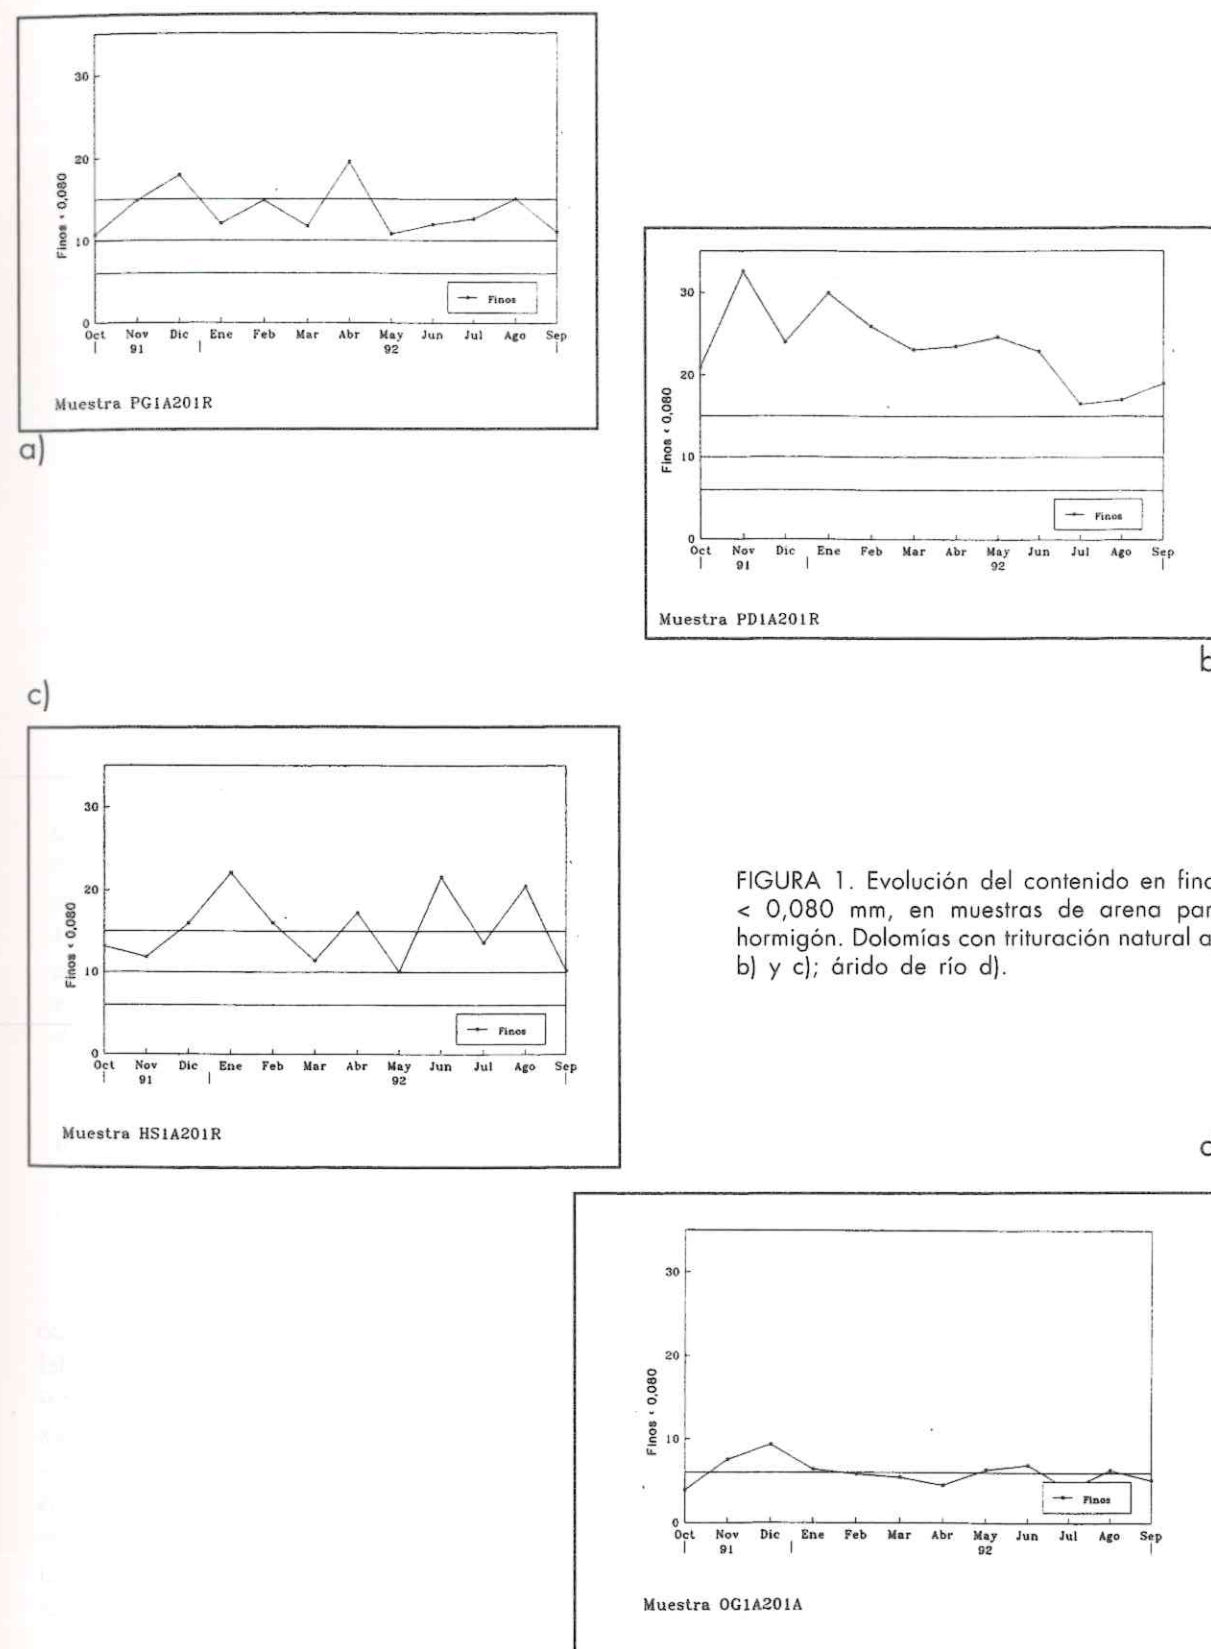 30
20
10
0
Finos < 0,080
Finos
Oct Nov Dic Ene Feb Mar Abr May Jun Jul Ago Sep
91 92
Muestra PG1A201R
a)
30
20
10
0
Finos < 0,080
Finos
Oct Nov Dic Ene Feb Mar Abr May Jun Jul Ago Sep
91 92
Muestra PD1A201R
b
c)
30
20
10
0
Finos < 0,080
Finos
Oct Nov Dic Ene Feb Mar Abr May Jun Jul Ago Sep
91 92
Muestra HS1A201R
FIGURA 1. Evolución del contenido en fino
< 0,080 mm, en muestras de arena par
hormigón. Dolomías con trituración natural a
b) y c); árido de río d).
30
20
10
0
Finos < 0,080
Finos
Oct Nov Dic Ene Feb Mar Abr May Jun Jul Ago Sep
91 92
Muestra OG1A201A